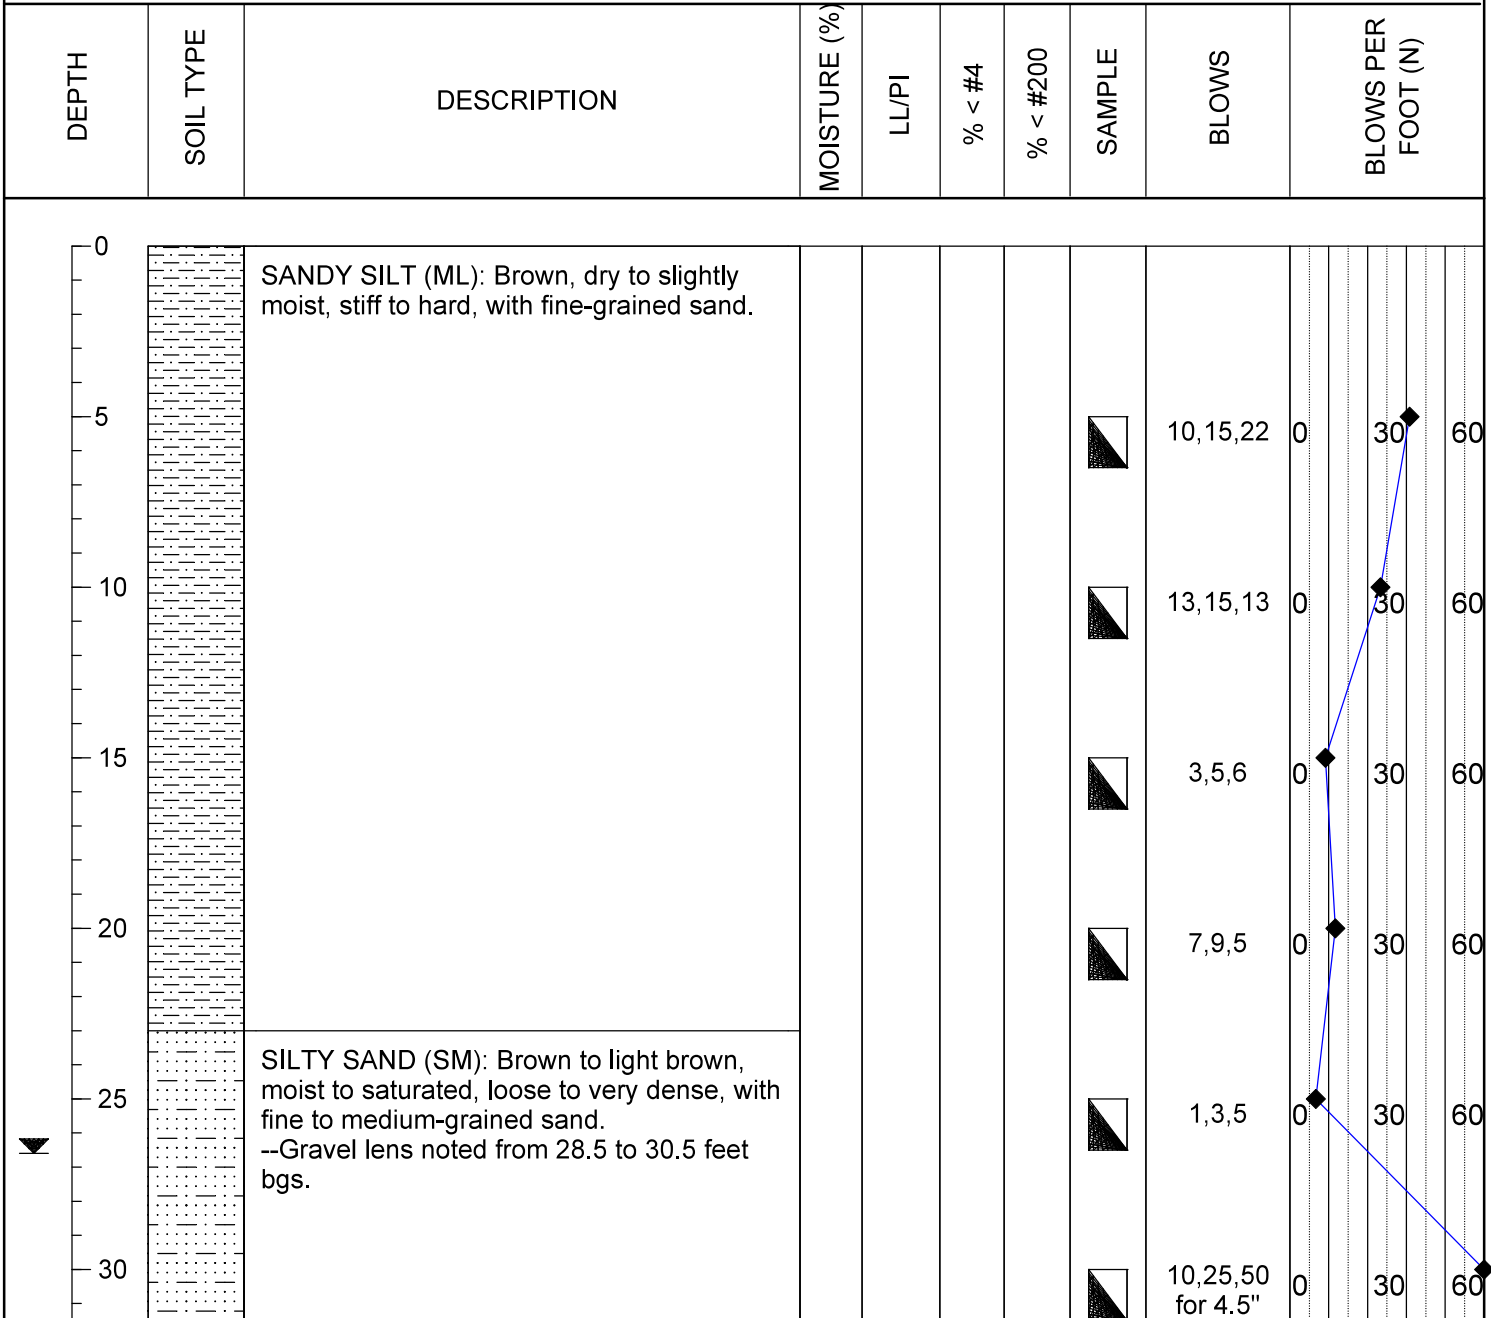 DEPTH
SOIL TYPE
DESCRIPTION
MOISTURE (%)
LL/PI
% < #4
% < #200
SAMPLE
BLOWS
BLOWS PER
FOOT (N)
0
SANDY SILT (ML): Brown, dry to slightly
moist, stiff to hard, with fine-grained sand.
5
10,15,22 0 30 60
10
13,15,13 0 30 60
15
3,5,6 0 30 60
20
7,9,5 0 30 60
SILTY SAND (SM): Brown to light brown,
moist to saturated, loose to very dense, with
fine to medium-grained sand.
--Gravel lens noted from 28.5 to 30.5 feet
bgs.
25
1,3,5 0 30 60
30
10,25,50 0 30 60
for 4.5"